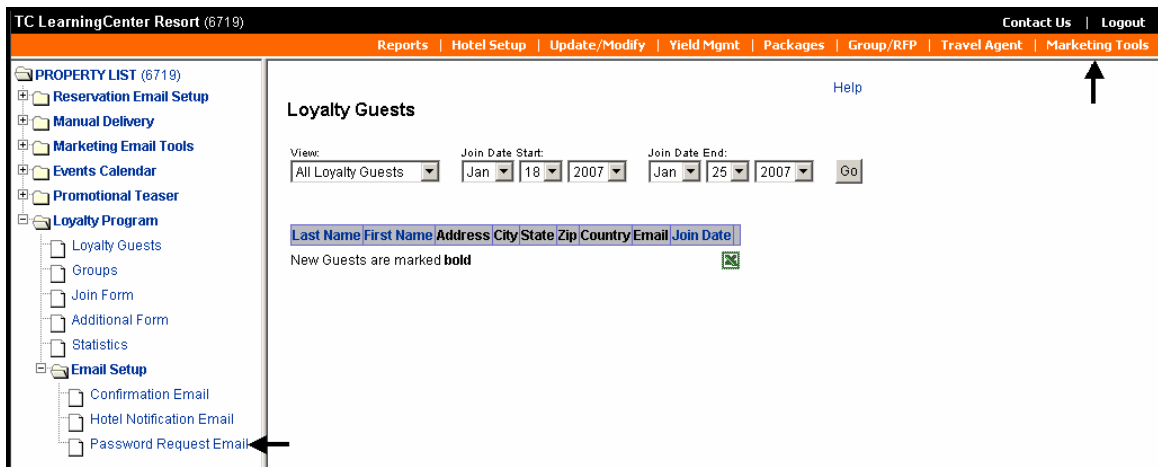 TC LearningCenter Resort (6719)
Contact Us | Logout
Reports | Hotel Setup | Update/Modify | Yield Mgmt | Packages | Group/RFP | Travel Agent | Marketing Tools
PROPERTY LIST (6719)
Reservation Email Setup
Manual Delivery
Marketing Email Tools
Events Calendar
Promotional Teaser
Loyalty Program
Loyalty Guests
Groups
Join Form
Additional Form
Statistics
Email Setup
Confirmation Email
Hotel Notification Email
Password Request Email
Help
Loyalty Guests
View: Join Date Start: Join Date End:
All Loyalty Guests Jan 18 2007 Jan 25 2007 Go
Last Name First Name Address City State Zip Country Email Join Date
New Guests are marked bold